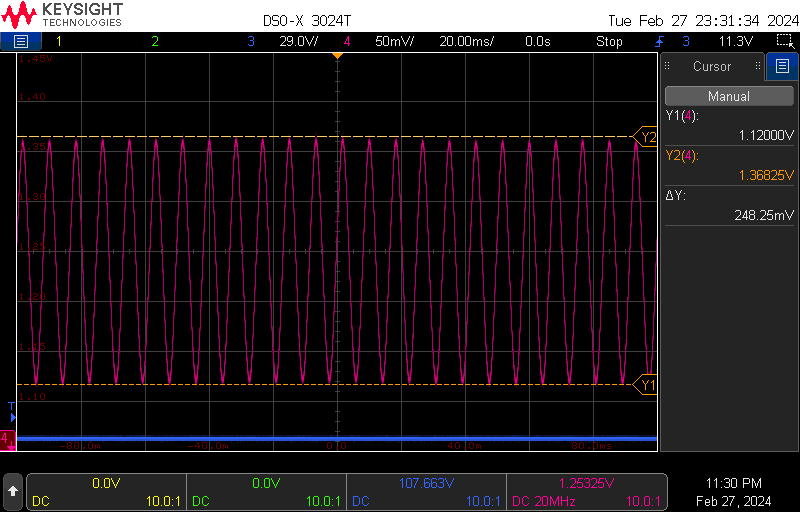 KEYSIGHT
TECHNOLOGIES
DSO-X 3024T
Tue Feb 27 23:31:34 2024
1 2 3 29.0V/ 4 50mV/ 20.00ms/ 0.0s Stop 3 11.3V
1.45V
1.40
1.35
1.30
1.25
1.20
1.15
1.10
Y2
Y1
T
4
-80.0m -40.0m 0.0 40.0m 80.0ms
Cursor
Manual
Y1(4):
1.12000V
Y2(4):
1.36825V
ΔY:
248.25mV
0.0V 0.0V 107.663V 1.25325V
DC 10.0:1 DC 10.0:1 DC 10.0:1 DC 20MHz 10.0:1
11:30 PM
Feb 27, 2024